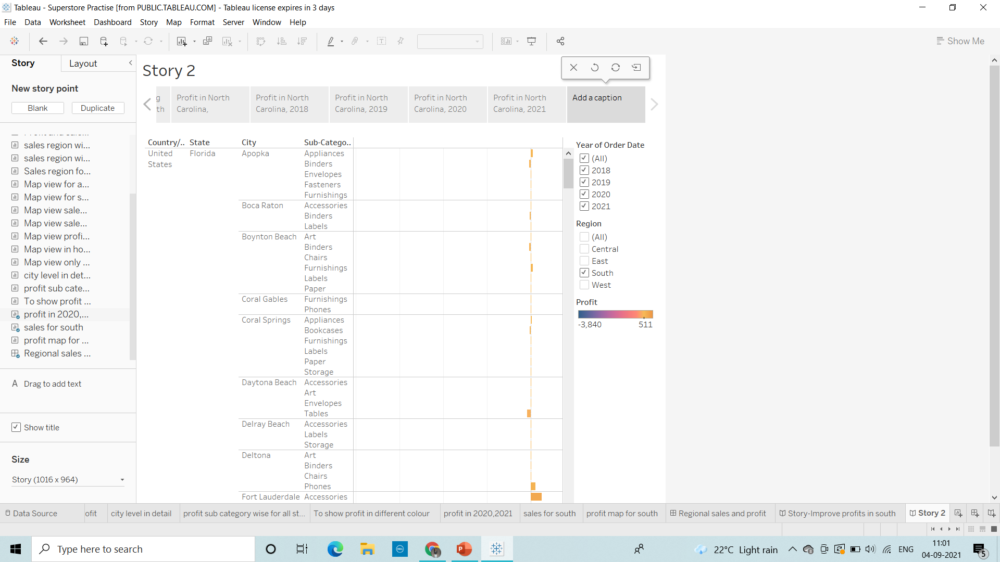 Tableau - Superstore Practise [from PUBLIC.TABLEAU.COM] - Tableau license expires in 3 days
File Data Worksheet Dashboard Story Map Format Server Window Help
Show Me
Story Layout
New story point
Blank Duplicate
sales region wi...
sales region wi...
Sales region fo...
Map view for a...
Map view for s...
Map view sale...
Map view sale...
Map view profi...
Map view in ho...
Map view only ...
city level in det...
profit sub cate...
To show profit ...
profit in 2020,...
sales for south
profit map for ...
Regional sales ...
A Drag to add text
Show title
Size
Story (1016 x 964)
Story 2
g
th
Profit in North
Carolina,
Profit in North
Carolina, 2018
Profit in North
Carolina, 2019
Profit in North
Carolina, 2020
Profit in North
Carolina, 2021
Add a caption
Country/.. State City Sub-Catego..
United States Florida Apopka Appliances
Binders
Envelopes
Fasteners
Furnishings
Boca Raton Accessories
Binders
Labels
Boynton Beach Art
Binders
Chairs
Furnishings
Labels
Paper
Coral Gables Furnishings
Phones
Coral Springs Appliances
Bookcases
Furnishings
Labels
Paper
Storage
Daytona Beach Accessories
Art
Envelopes
Tables
Delray Beach Accessories
Labels
Storage
Deltona Art
Binders
Chairs
Phones
Fort Lauderdale Accessories
Year of Order Date
(All)
2018
2019
2020
2021
Region
(All)
Central
East
South
West
Profit
-3,840 511
Data Source ofit city level in detail profit sub category wise for all st... To show profit in different colour profit in 2020,2021 sales for south profit map for south Regional sales and profit Story-Improve profits in south Story 2
Type here to search
DELL
P
22°C Light rain
ENG
11:01
04-09-2021
5